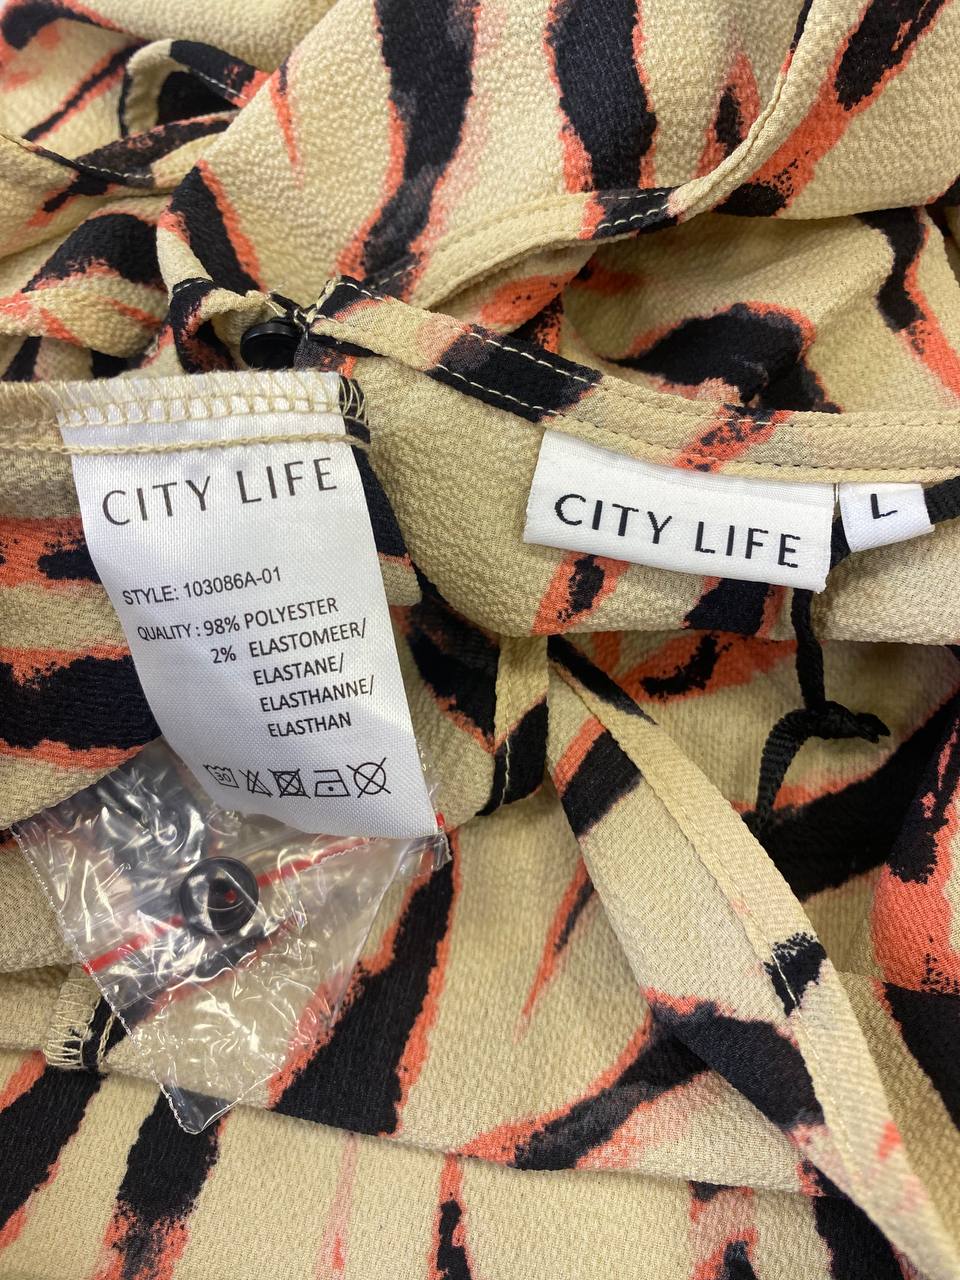 CITY LIFE
STYLE: 103086A-01
QUALITY : 98% POLYESTER
2% ELASTOMEER/
ELASTANE/
ELASTHANNE/
ELASTHAN
30
CITY LIFE
L